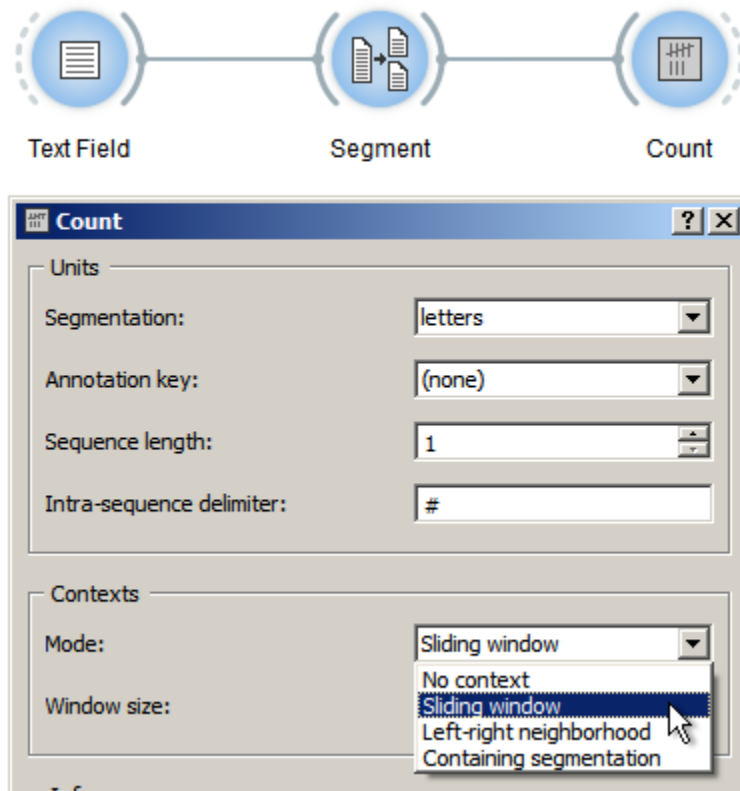 Text Field Segment Count
Count
Units
Segmentation: letters
Annotation key: (none)
Sequence length: 1
Intra-sequence delimiter: #
Contexts
Mode: Sliding window
No context
Window size: Sliding window
Left-right neighborhood
Containing segmentation